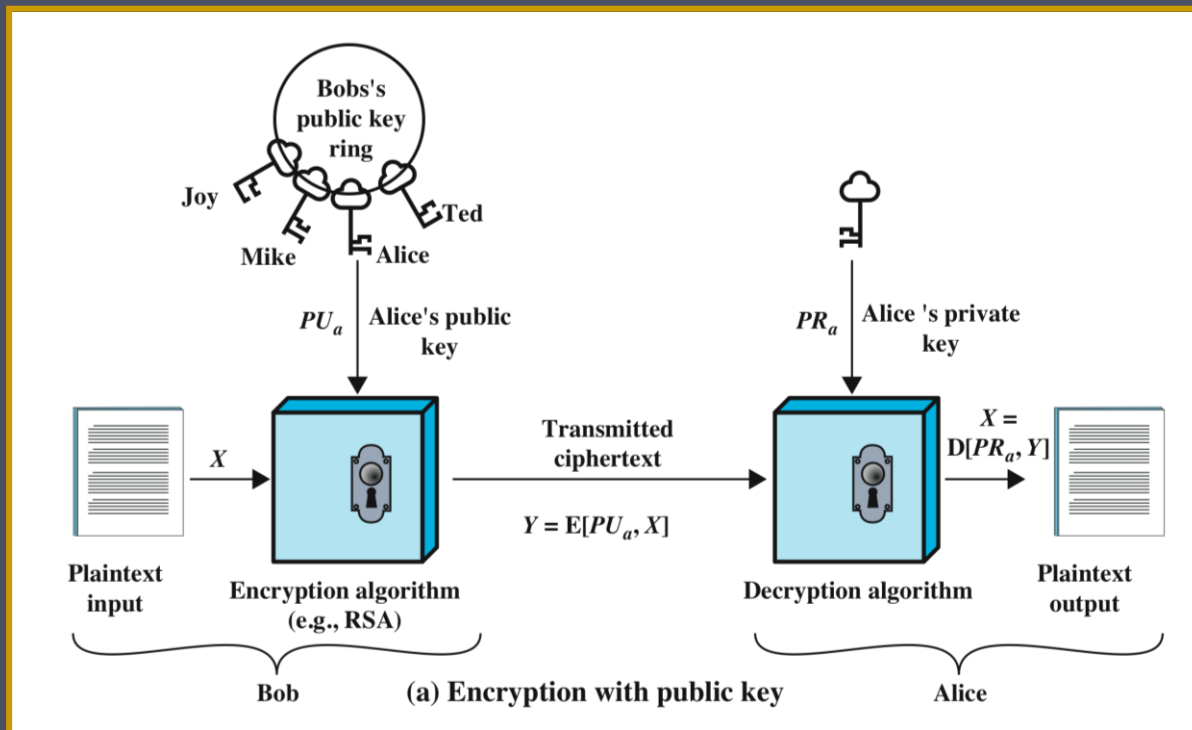 Bobs's
public key
ring
Joy
Ted
Mike
Alice
PUₐ
Alice's public
key
PRₐ
Alice 's private
key
X
Transmitted
ciphertext
Y = E[PUₐ, X]
X =
D[PRₐ, Y]
Plaintext
input
Encryption algorithm
(e.g., RSA)
Decryption algorithm
Plaintext
output
Bob
(a) Encryption with public key
Alice